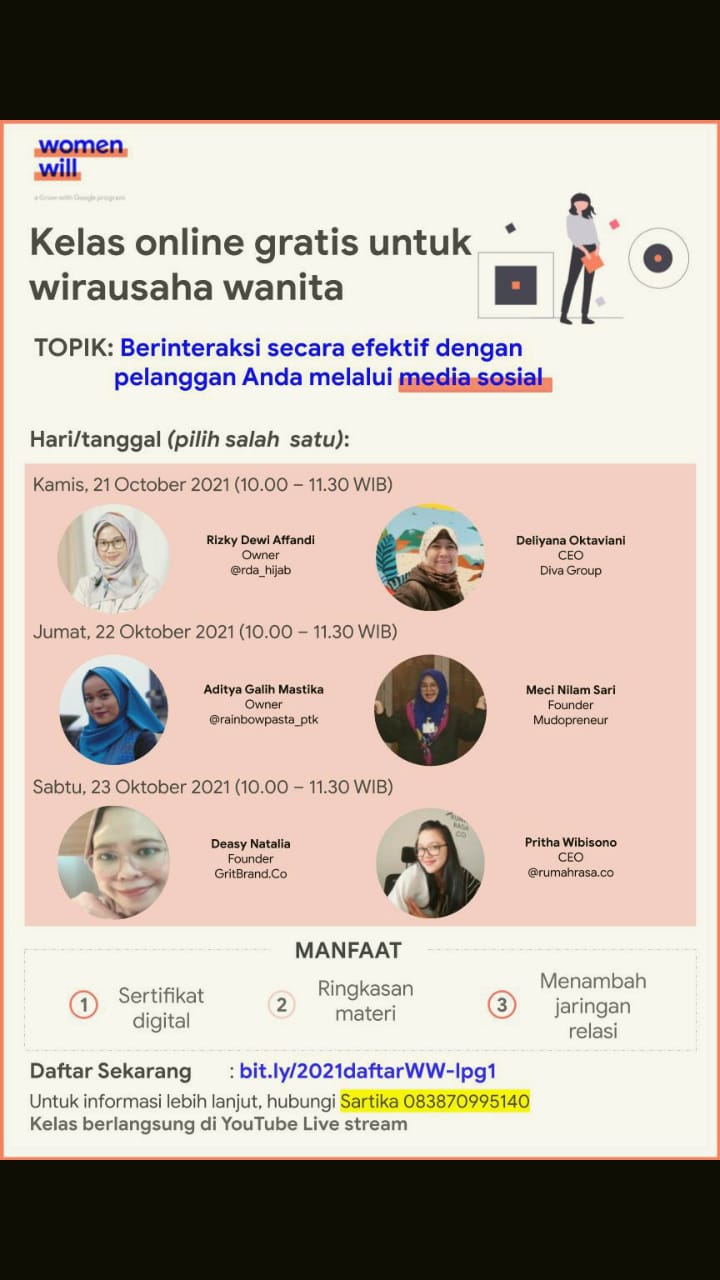 women
will
a Grow with Google program
Kelas online gratis untuk
wirausaha wanita
TOPIK: Berinteraksi secara efektif dengan
pelanggan Anda melalui media sosial
Hari/tanggal (pilih salah satu):
Kamis, 21 October 2021 (10.00 – 11.30 WIB)
Rizky Dewi Affandi
Owner
@rda_hijab
Deliyana Oktaviani
CEO
Diva Group
Jumat, 22 Oktober 2021 (10.00 – 11.30 WIB)
Aditya Galih Mastika
Owner
@rainbowpasta_ptk
Meci Nilam Sari
Founder
Mudopreneur
Sabtu, 23 Oktober 2021 (10.00 – 11.30 WIB)
Deasy Natalia
Founder
GritBrand.Co
RASA
.CO
Pritha Wibisono
CEO
@rumahrasa.co
MANFAAT
1 Sertifikat
digital
2 Ringkasan
materi
3 Menambah
jaringan
relasi
Daftar Sekarang : bit.ly/2021daftarWW-lpg1
Untuk informasi lebih lanjut, hubungi Sartika 083870995140
Kelas berlangsung di YouTube Live stream